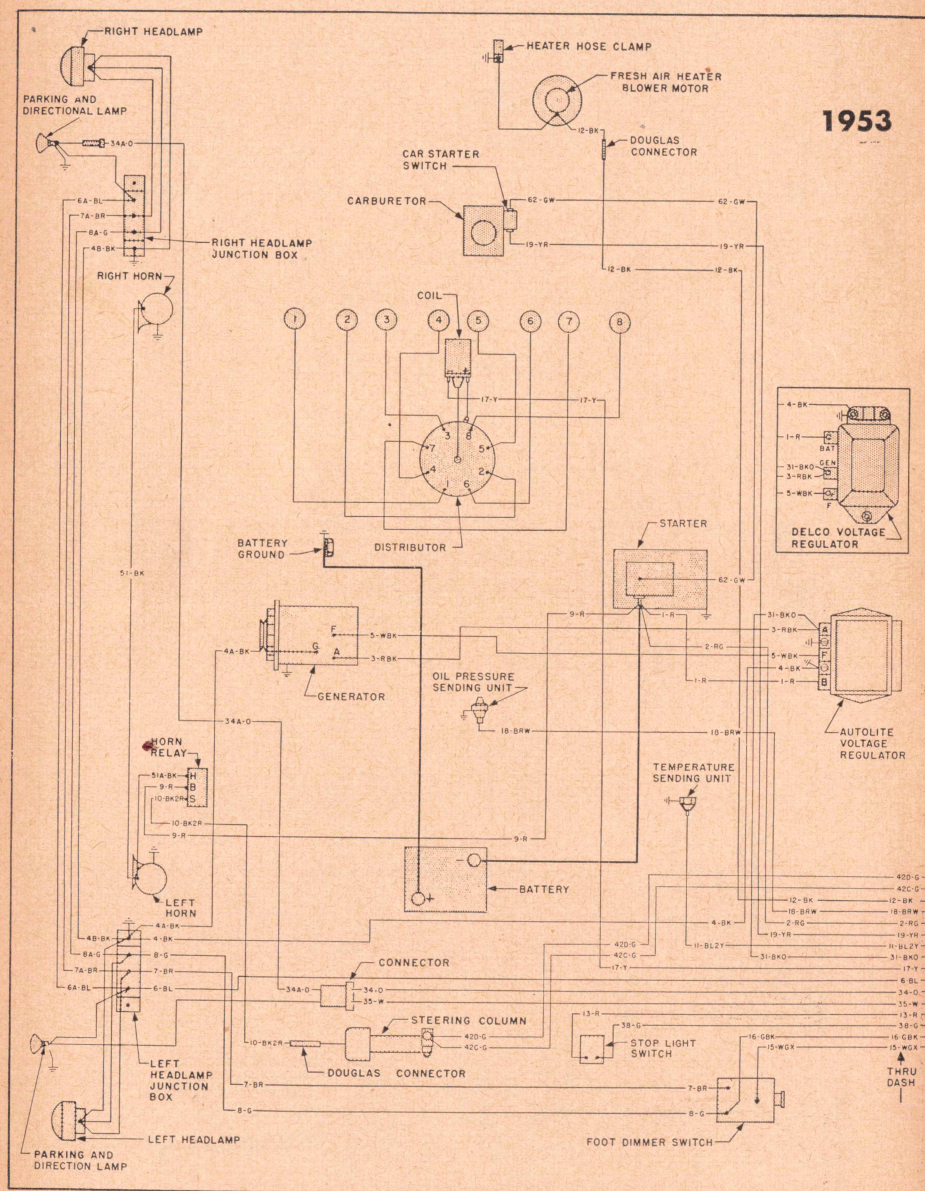 RIGHT HEADLAMP
HEATER HOSE CLAMP
FRESH AIR HEATER
BLOWER MOTOR
PARKING AND
DIRECTIONAL LAMP
1953
34A-O
12-BK
DOUGLAS
CONNECTOR
CAR STARTER
SWITCH
62-GW
62-GW
CARBURETOR
6A-BL
7A-BR
8A-G
4B-BK
RIGHT HEADLAMP
JUNCTION BOX
19-YR
19-YR
12-BK
12-BK
RIGHT HORN
COIL
1
2
3
4
5
6
7
8
- +
17-Y
17-Y
3
8
7
5
4
2
1
6
4-BK
1-R
BAT
GEN
31-BKO
3-RBK
5-WBK
F
DELCO VOLTAGE
REGULATOR
STARTER
BATTERY
GROUND
DISTRIBUTOR
51-BK
62-GW
9-R
1-R
31-BKO
3-RBK
A
F
5-WBK
2-RG
5-WBK
F
4A-BK
G
A
3-RBK
4-BK
1-R
1-R
B
GENERATOR
OIL PRESSURE
SENDING UNIT
34A-O
18-BRW
18-BRW
AUTOLITE
VOLTAGE
REGULATOR
HORN
RELAY
TEMPERATURE
SENDING UNIT
51A-BK
H
9-R
B
10-BK2R
S
10-BK2R
9-R
9-R
-
+
BATTERY
LEFT
HORN
42D-G
42C-G
12-BK
12-BK
18-BRW
18-BRW
4A-BK
4-BK
2-RG
2-RG
4B-BK
4-BK
19-YR
19-YR
42D-G
11-BL2Y
11-BL2Y
8A-G
8-G
42C-G
31-BKO
31-BKO
CONNECTOR
17-Y
17-Y
7A-BR
7-BR
6-BL
6A-BL
6-BL
34A-O
34-O
34-O
35-W
35-W
13-R
13-R
STEERING COLUMN
38-G
38-G
10-BK2R
42D-G
42C-G
STOP LIGHT
SWITCH
16-GBK
16-GBK
15-WGX
15-WGX
LEFT
HEADLAMP
JUNCTION
BOX
DOUGLAS CONNECTOR
THRU
DASH
7-BR
7-BR
8-G
8-G
LEFT HEADLAMP
FOOT DIMMER SWITCH
PARKING AND
DIRECTION LAMP